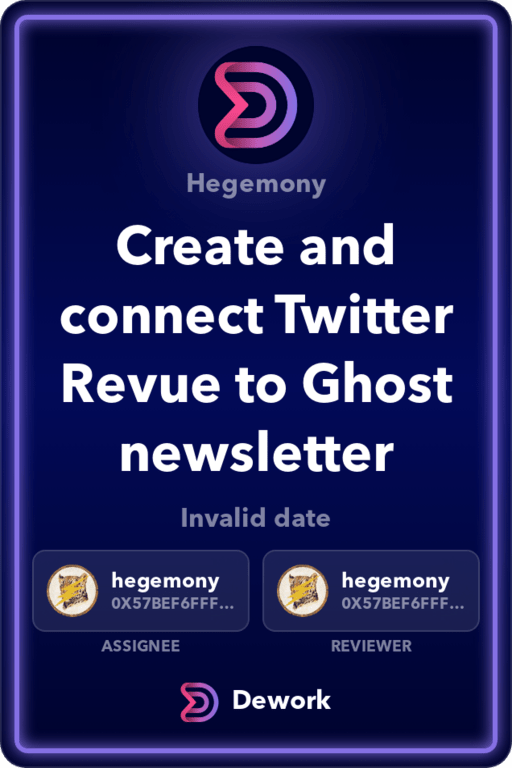 Hegemony
Create and
connect Twitter
Revue to Ghost
newsletter
Invalid date
hegemony
0X57BEF6FFF...
ASSIGNEE
hegemony
0X57BEF6FFF...
REVIEWER
Dework